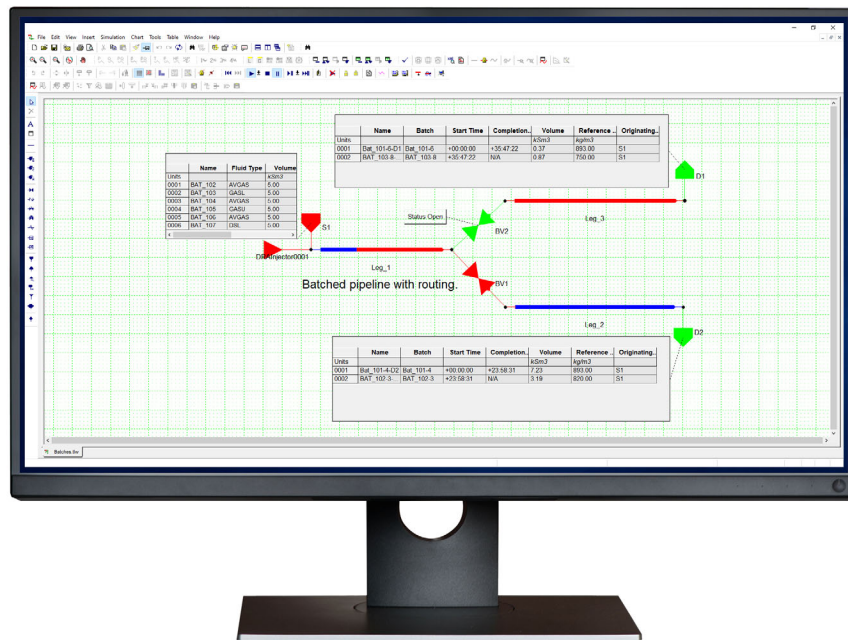 File Edit View Insert Simulation Chart Tools Table Window Help
Name Batch Start Time Completion.. Volume Reference .. Originating..
Units kSm3 kg/m3
0001 Bat_101-6-D1 Bat_101-6 +00:00:00 +35:47:22 0.37 893.00 S1
0002 BAT_103-8-... BAT_103-8 +35:47:22 N/A 0.87 750.00 S1
D1
Name Fluid Type Volume
Units kSm3
0001 BAT_102 AVGAS 5.00
0002 BAT_103 GASL 5.00
0003 BAT_104 AVGAS 5.00
0004 BAT_105 CASU 5.00
0005 BAT_106 AVGAS 5.00
0006 BAT_107 DSL 5.00
Status Open
Leg_3
S1
BV2
DRAInjector0001
Leg_1
Batched pipeline with routing.
BV1
Leg_2
D2
Name Batch Start Time Completion.. Volume Reference .. Originating..
Units kSm3 kg/m3
0001 Bat_101-4-D2 Bat_101-4 +00:00:00 +23:58:31 7.23 893.00 S1
0002 BAT_102-3-... BAT_102-3 +23:58:31 N/A 3.19 820.00 S1
Batches.llw